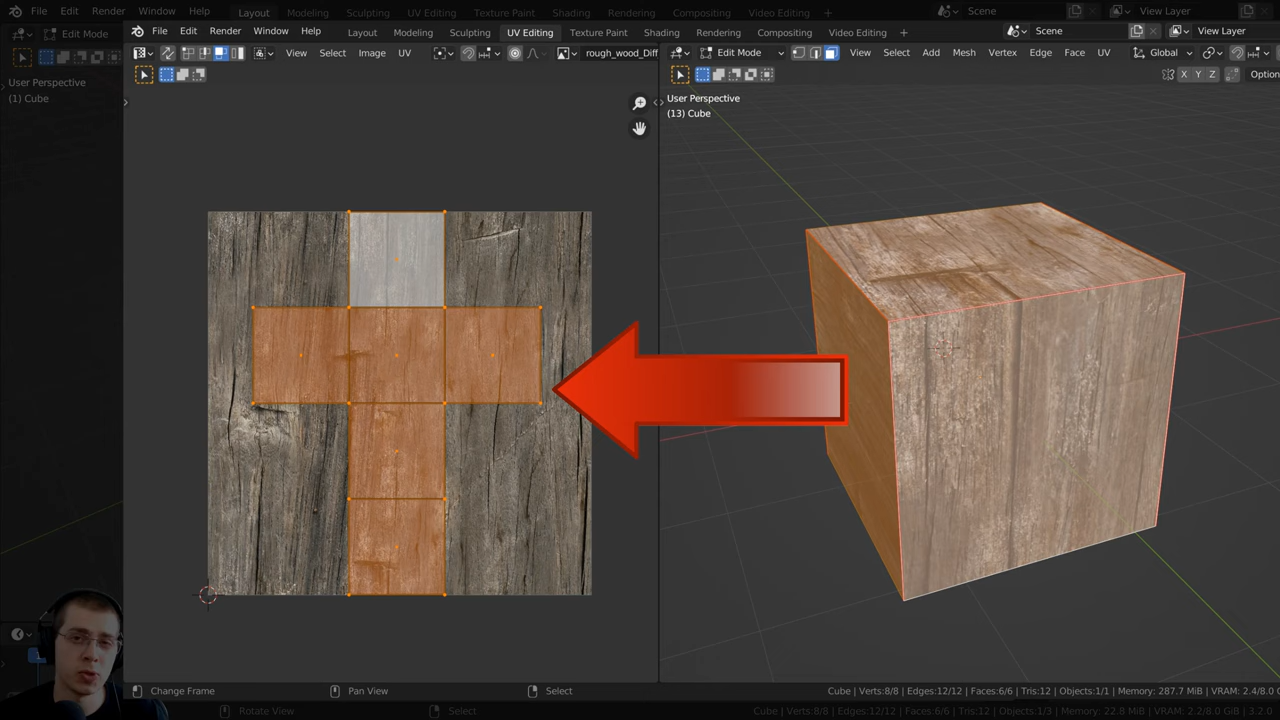 File Edit Render Window Help Layout Modeling Sculpting UV Editing Texture Paint Shading Rendering Compositing Video Editing + Scene View Layer
File Edit Render Window Help Layout Modeling Sculpting UV Editing Texture Paint Shading Rendering Compositing Video Editing + Scene View Layer
Edit Mode
View Select Image UV rough_wood_Diff
Edit Mode View Select Add Mesh Vertex Edge Face UV Global
X Y Z Option
User Perspective
(1) Cube
User Perspective
(13) Cube
Change Frame Pan View Select Cube | Verts:8/8 | Edges:12/12 | Faces:6/6 | Tris:12 | Objects:1/1 | Memory: 287.7 MiB | VRAM: 2.4/8.0 G
Rotate View Select Cube | Verts:8/8 | Edges:12/12 | Faces:6/6 | Tris:12 | Objects:1/3 | Memory: 22.8 MiB | VRAM: 2.2/8.0 GiB | 3.2.0